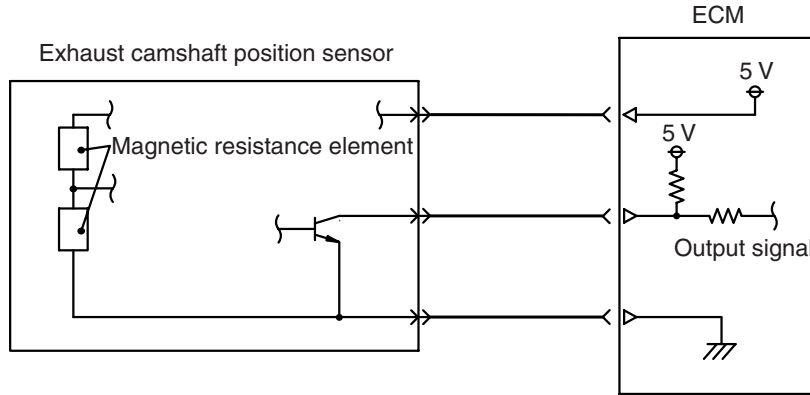 ECM
Exhaust camshaft position sensor
5 V
5 V
Magnetic resistance element
Output signal